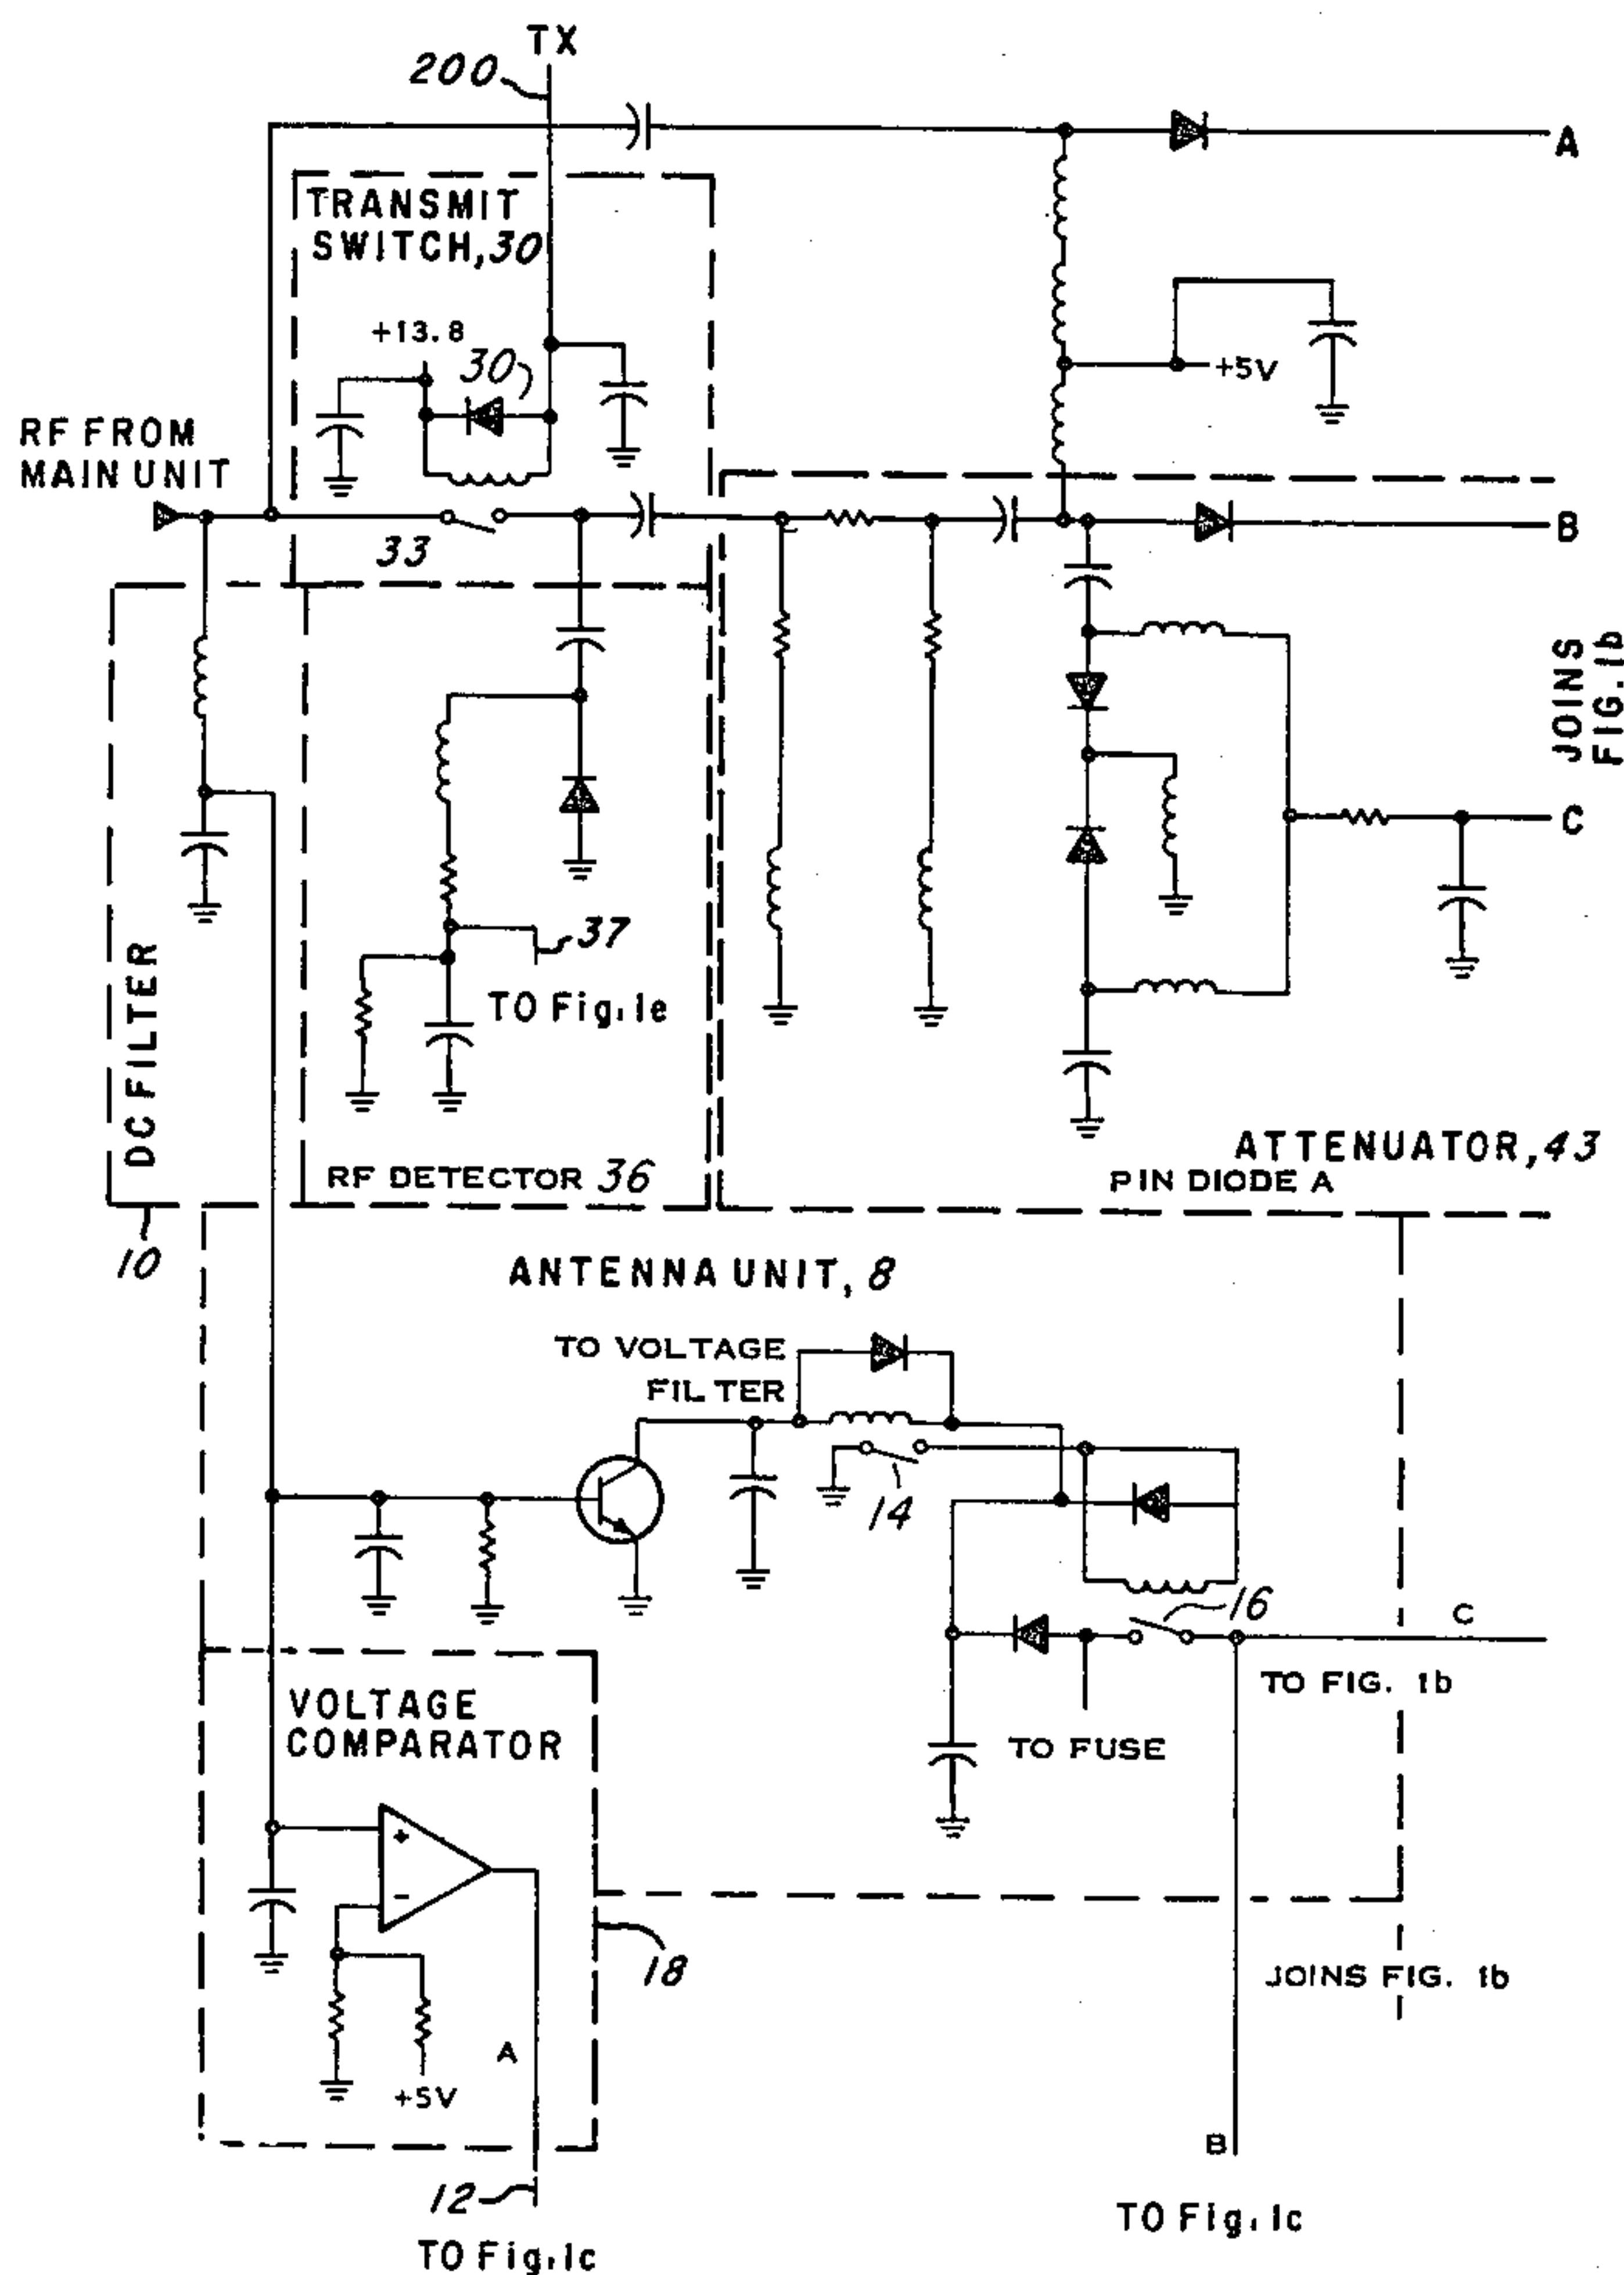 TX
200
A
TRANSMIT
SWITCH, 30
+13.8
30
+5V
RF FROM
MAIN UNIT
33
B
JOINS
FIG. 1b
C
37
TO Fig. 1e
DC FILTER
RF DETECTOR 36
ATTENUATOR, 43
PIN DIODE A
10
ANTENNA UNIT, 8
TO VOLTAGE
FILTER
14
16
C
TO FIG. 1b
VOLTAGE
COMPARATOR
TO FUSE
+
-
18
JOINS FIG. 1b
A
+5V
B
12
TO Fig. 1c
TO Fig. 1c